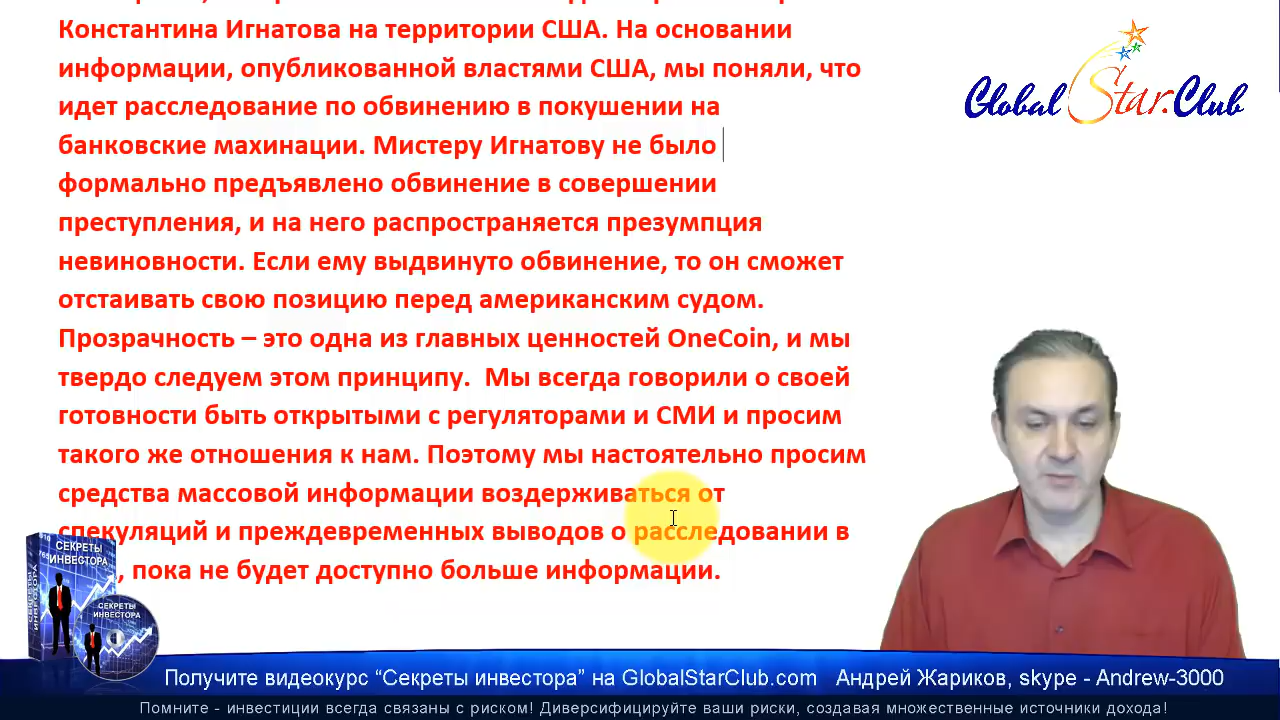 Константина Игнатова на территории США. На основании
информации, опубликованной властями США, мы поняли, что
идет расследование по обвинению в покушении на
банковские махинации. Мистеру Игнатову не было
формально предъявлено обвинение в совершении
преступления, и на него распространяется презумпция
невиновности. Если ему выдвинуто обвинение, то он сможет
отстаивать свою позицию перед американским судом.
Прозрачность – это одна из главных ценностей OneCoin, и мы
твердо следуем этом принципу.  Мы всегда говорили о своей
готовности быть открытыми с регуляторами и СМИ и просим
такого же отношения к нам. Поэтому мы настоятельно просим
средства массовой информации воздерживаться от
спекуляций и преждевременных выводов о расследовании в
, пока не будет доступно больше информации.
Global Star.Club
СЕКРЕТЫ
ИНВЕСТОРА
СЕКРЕТЫ
ИНВЕСТОРА
Получите видеокурс “Секреты инвестора” на GlobalStarClub.com Андрей Жариков, skype - Andrew-3000
Помните - инвестиции всегда связаны с риском! Диверсифицируйте ваши риски, создавая множественные источники дохода!